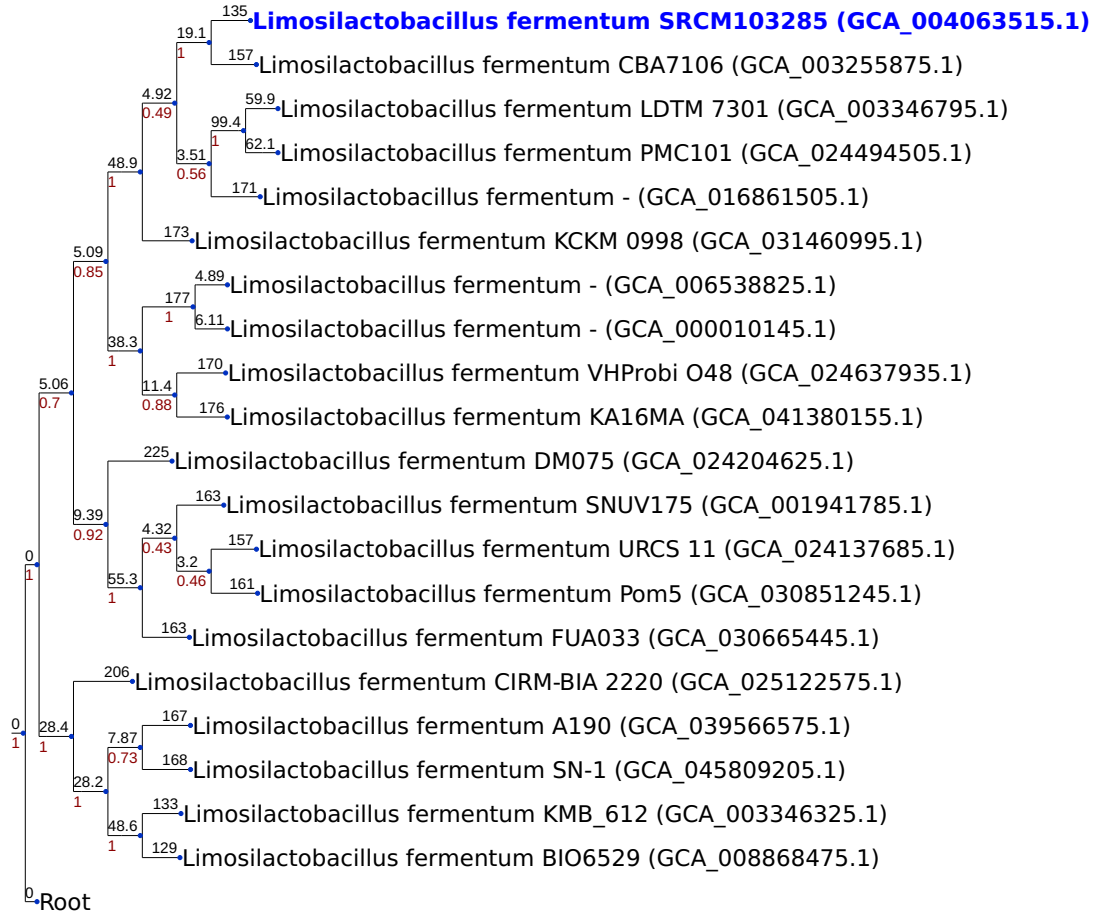 135
Limosilactobacillus fermentum SRCM103285 (GCA_004063515.1)
19.1
1
157
Limosilactobacillus fermentum CBA7106 (GCA_003255875.1)
4.92
0.49
59.9
Limosilactobacillus fermentum LDTM 7301 (GCA_003346795.1)
99.4
1
62.1
Limosilactobacillus fermentum PMC101 (GCA_024494505.1)
3.51
0.56
48.9
1
171
Limosilactobacillus fermentum - (GCA_016861505.1)
173
Limosilactobacillus fermentum KCKM 0998 (GCA_031460995.1)
5.09
0.85
4.89
Limosilactobacillus fermentum - (GCA_006538825.1)
177
1
6.11
Limosilactobacillus fermentum - (GCA_000010145.1)
38.3
1
170
Limosilactobacillus fermentum VHProbi O48 (GCA_024637935.1)
5.06
0.7
11.4
0.88
176
Limosilactobacillus fermentum KA16MA (GCA_041380155.1)
225
Limosilactobacillus fermentum DM075 (GCA_024204625.1)
163
Limosilactobacillus fermentum SNUV175 (GCA_001941785.1)
9.39
0.92
4.32
0.43
157
Limosilactobacillus fermentum URCS 11 (GCA_024137685.1)
0
1
3.2
0.46
55.3
1
161
Limosilactobacillus fermentum Pom5 (GCA_030851245.1)
163
Limosilactobacillus fermentum FUA033 (GCA_030665445.1)
206
Limosilactobacillus fermentum CIRM-BIA 2220 (GCA_025122575.1)
0
1
28.4
1
167
Limosilactobacillus fermentum A190 (GCA_039566575.1)
7.87
0.73
168
Limosilactobacillus fermentum SN-1 (GCA_045809205.1)
28.2
1
133
Limosilactobacillus fermentum KMB_612 (GCA_003346325.1)
48.6
1
129
Limosilactobacillus fermentum BIO6529 (GCA_008868475.1)
0
Root